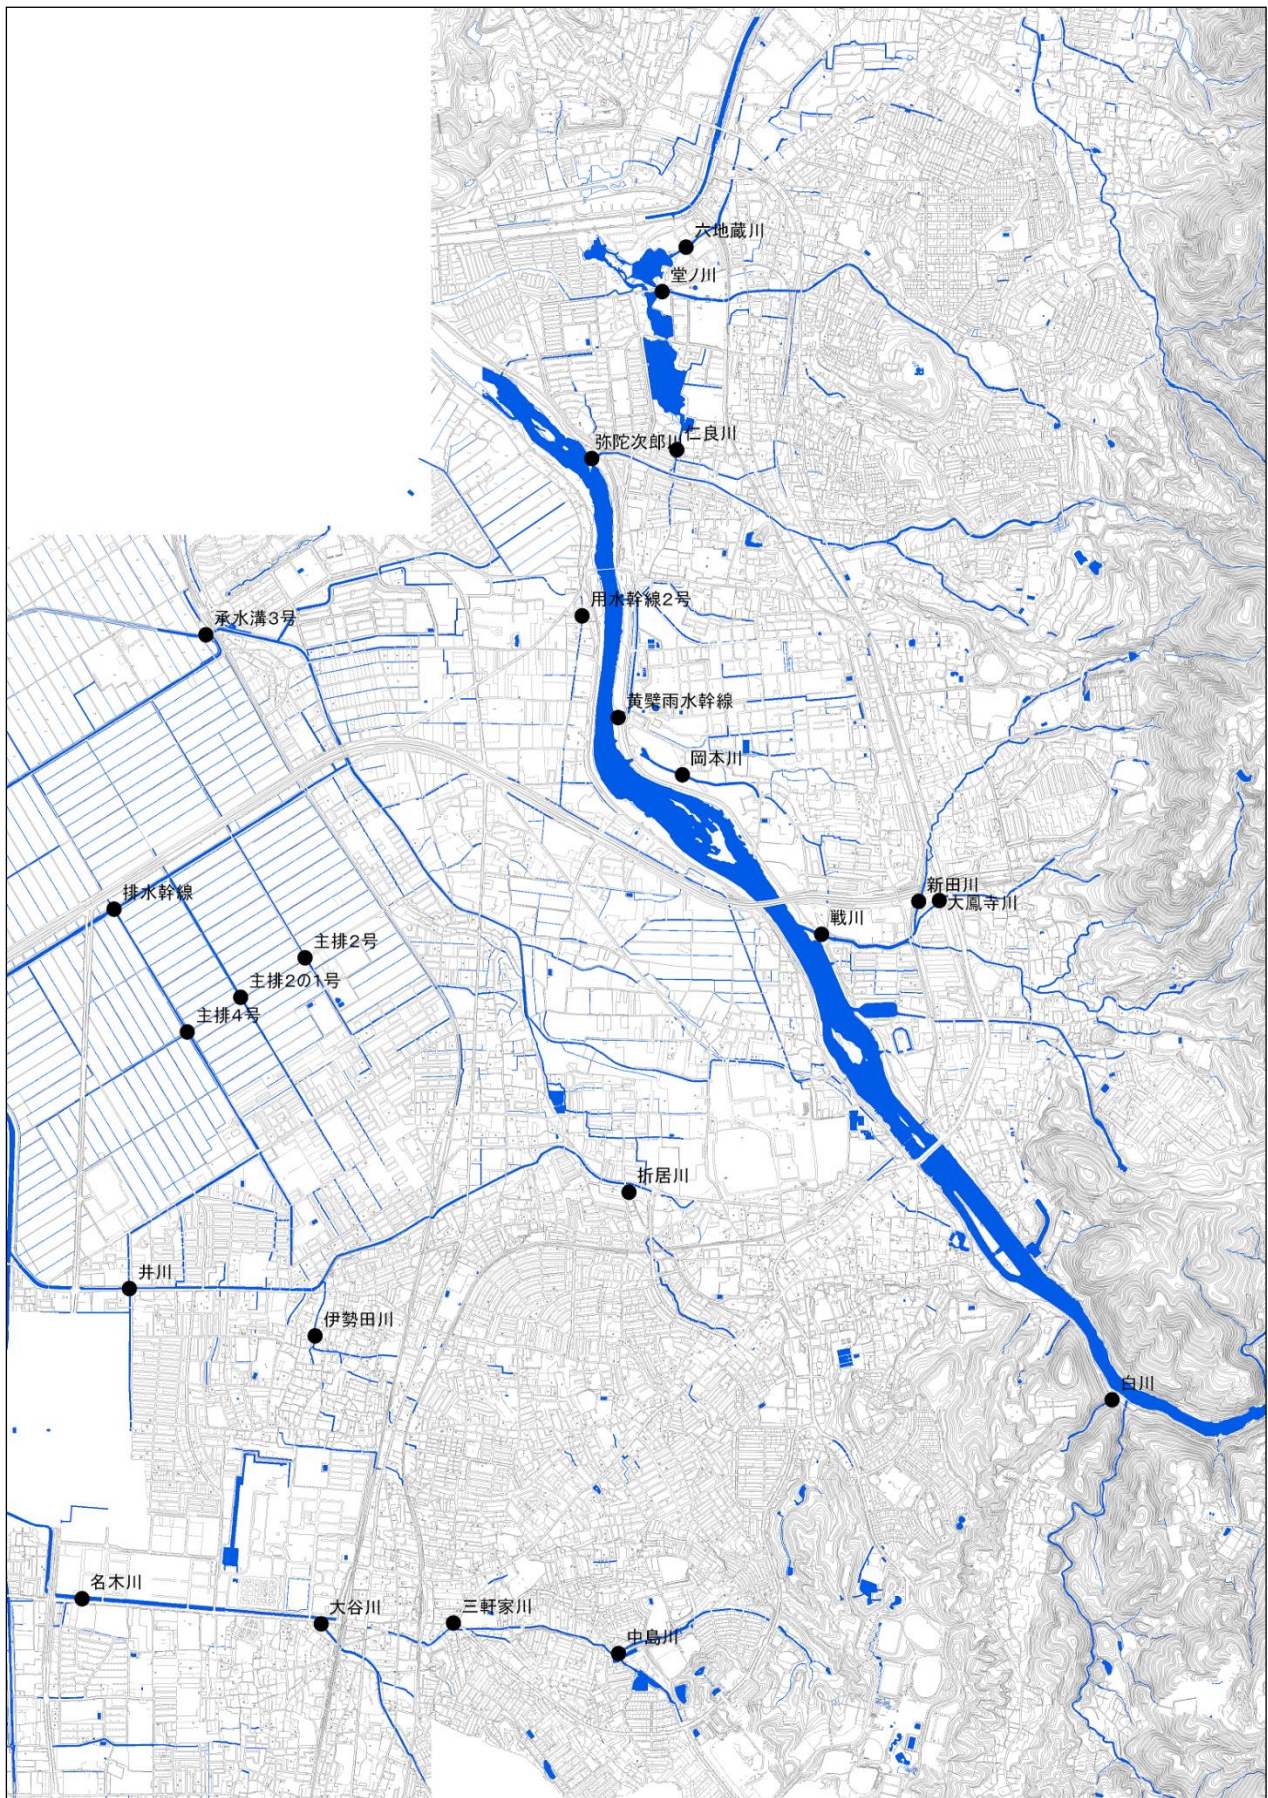 六地蔵川
堂ノ川
仁良川
弥陀次郎川
用水幹線2号
承水溝3号
黄檗雨水幹線
岡本川
新田川
大鳳寺川
排水幹線
戦川
主排2号
主排2の1号
主排4号
折居川
井川
伊勢田川
白川
名木川
大谷川
三軒家川
中島川